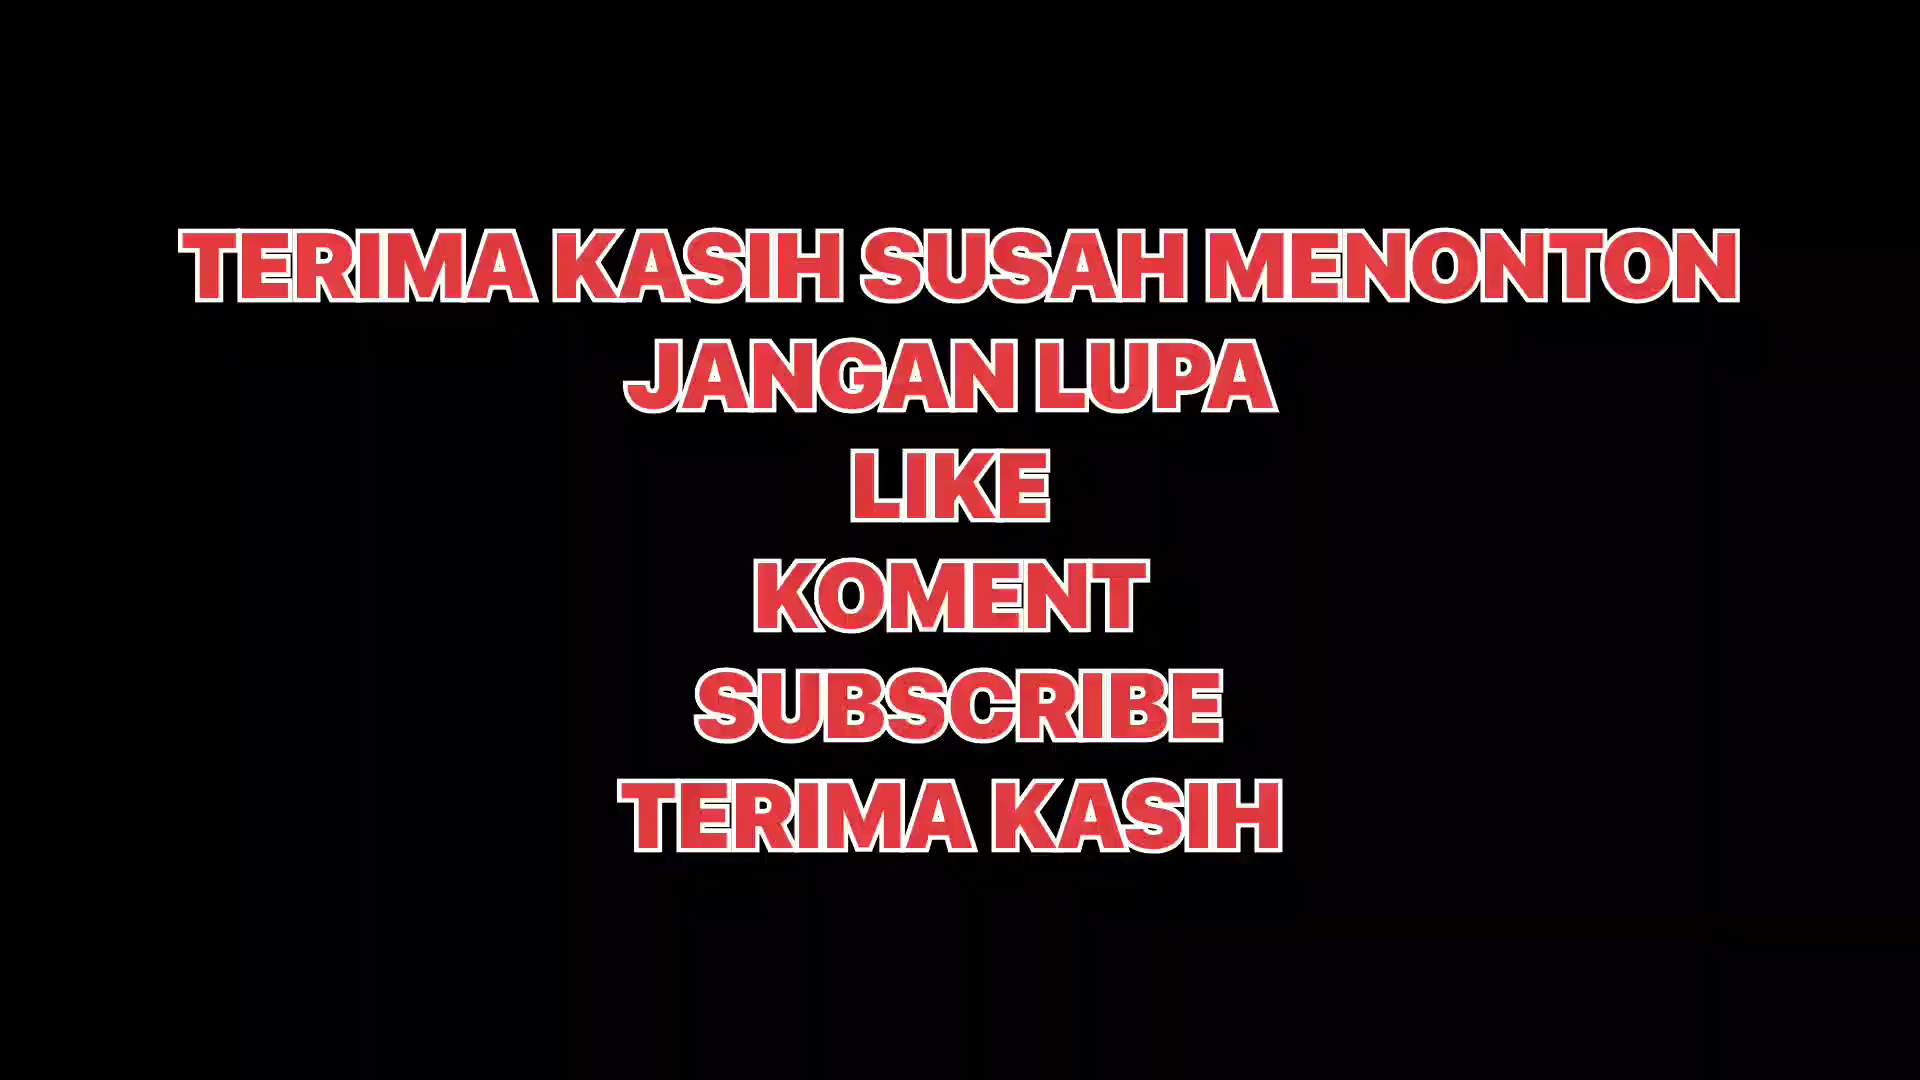 TERIMA KASIH SUSAH MENONTON
JANGAN LUPA
LIKE
KOMENT
SUBSCRIBE
TERIMA KASIH